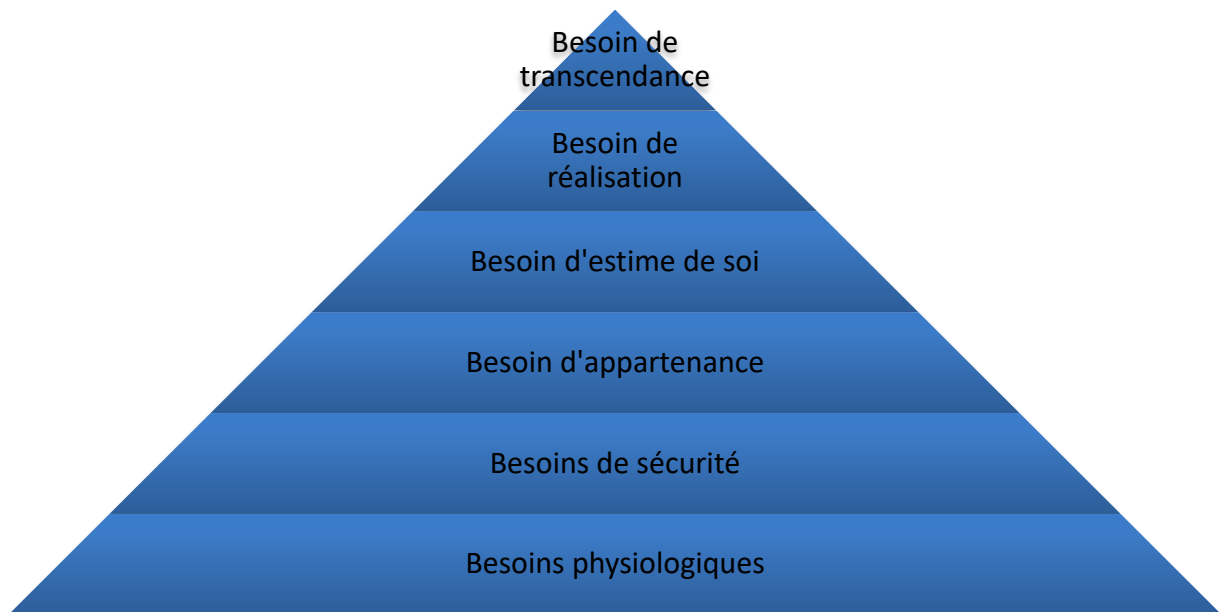 Besoin de
transcendance
Besoin de
réalisation
Besoin d'estime de soi
Besoin d'appartenance
Besoins de sécurité
Besoins physiologiques